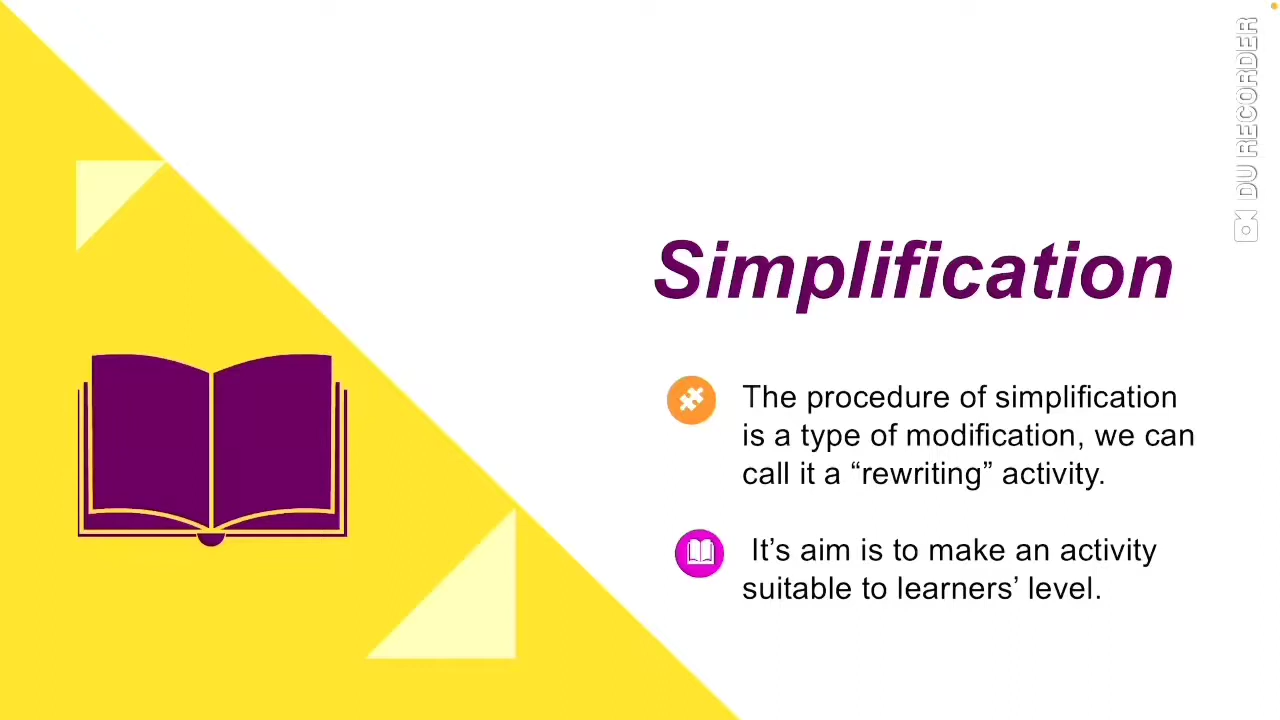 DU RECORDER
Simplification
The procedure of simplification
is a type of modification, we can
call it a “rewriting” activity.
It’s aim is to make an activity
suitable to learners’ level.